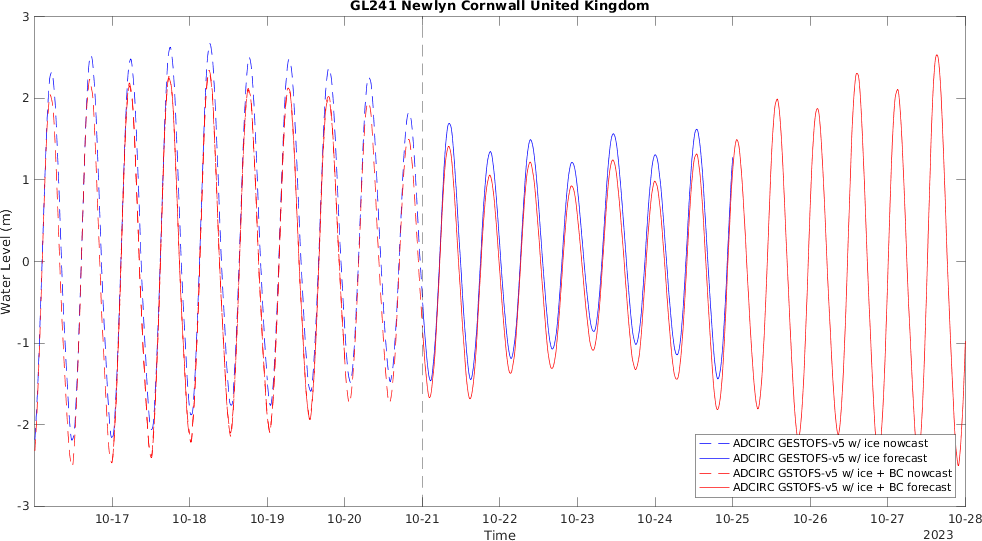 GL241 Newlyn Cornwall United Kingdom
3
2
1
0
-1
-2
-3
Water Level (m)
ADCIRC GESTOFS-v5 w/ ice nowcast
ADCIRC GESTOFS-v5 w/ ice forecast
ADCIRC GSTOFS-v5 w/ ice + BC nowcast
ADCIRC GSTOFS-v5 w/ ice + BC forecast
10-17 10-18 10-19 10-20 10-21 10-22 10-23 10-24 10-25 10-26 10-27 10-28
Time
2023